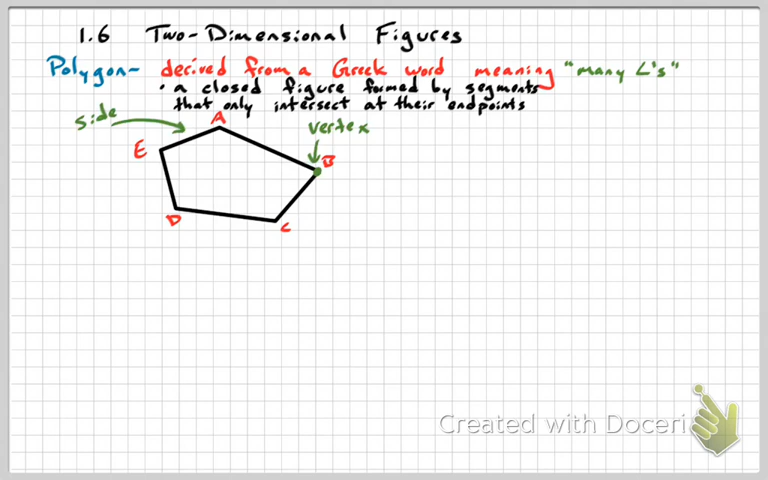 1.6 Two-Dimensional Figures
Polygon- derived from a Greek word meaning "many ∠'s"
• a closed figure formed by segments
that only intersect at their endpoints
side
A
vertex
E
B
D
C
Created with Doceri